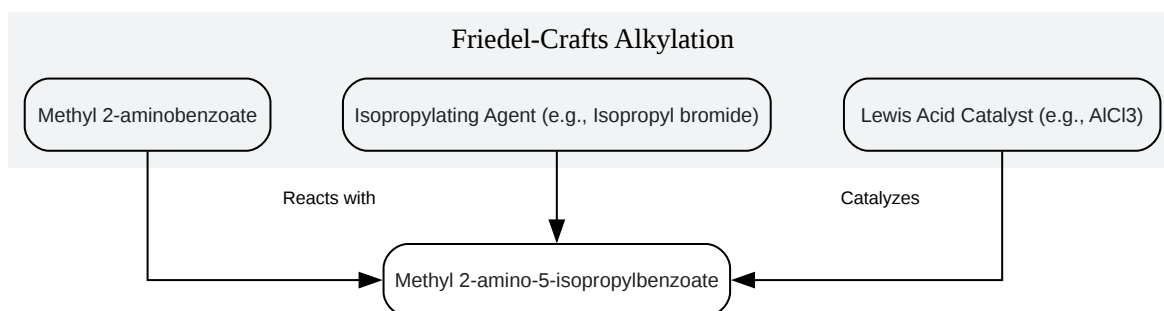 Friedel-Crafts Alkylation
Methyl 2-aminobenzoate
Isopropylating Agent (e.g., Isopropyl bromide)
Lewis Acid Catalyst (e.g., AlCl3)
Reacts with
Catalyzes
Methyl 2-amino-5-isopropylbenzoate